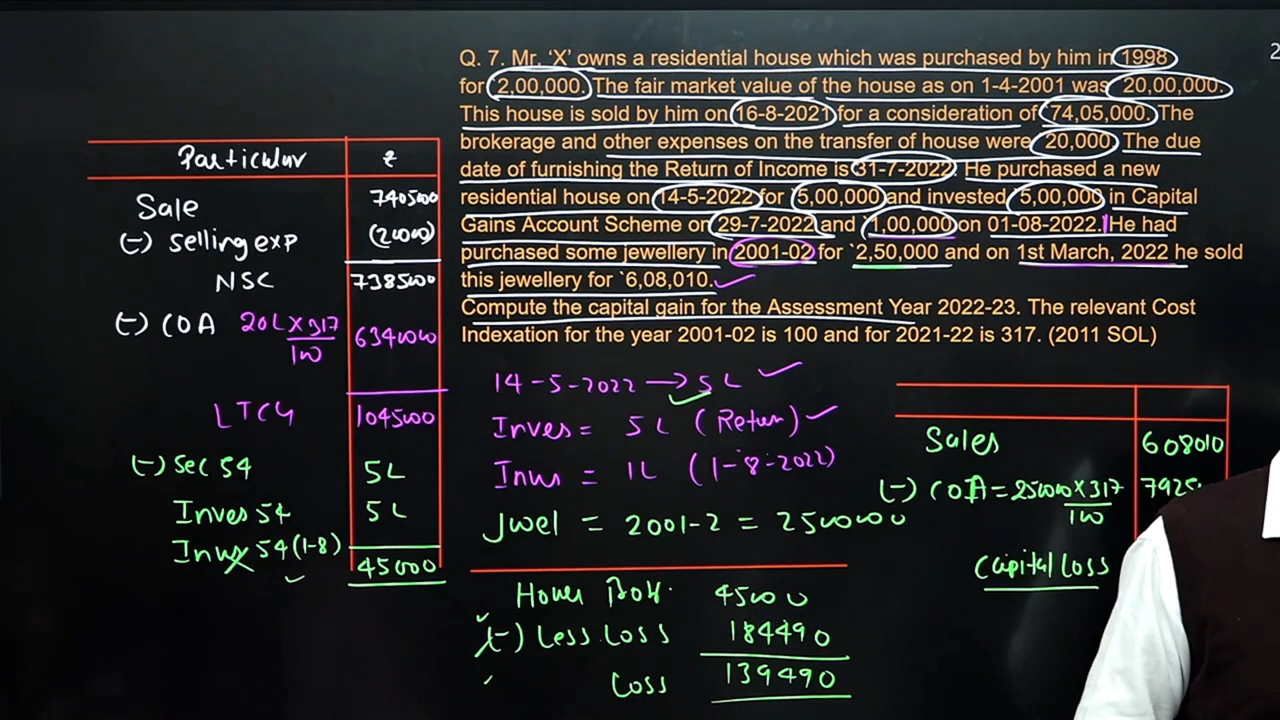 2
Q. 7. Mr. 'X' owns a residential house which was purchased by him in 1998
for `2,00,000. The fair market value of the house as on 1-4-2001 was `20,00,000.
This house is sold by him on 16-8-2021 for a consideration of `74,05,000. The
brokerage and other expenses on the transfer of house were `20,000. The due
date of furnishing the Return of Income is 31-7-2022. He purchased a new
residential house on 14-5-2022 for `5,00,000 and invested `5,00,000 in Capital
Gains Account Scheme on 29-7-2022 and `1,00,000 on 01-08-2022. He had
purchased some jewellery in 2001-02 for `2,50,000 and on 1st March, 2022 he sold
this jewellery for `6,08,010.
Compute the capital gain for the Assessment Year 2022-23. The relevant Cost
Indexation for the year 2001-02 is 100 and for 2021-22 is 317. (2011 SOL)
Particular ₹
Sale 7405000
(-) Selling exp (20000)
NSC 7385000
(-) COA 20L X 317 / 100 6340000
LTCG 1045000
(-) Sec 54 5L
Inves 54 5L
Inves 54 (1-8)
45000
14-5-2022 → 5L
Inves = 5L (Return)
Inves = 1L (1-8-2022)
Jwel = 2001-2 = 2500000
House Prop. 45000
(-) Less Loss 184490
Loss 139490
Sales 608010
(-) COA = 250000 X 317 / 100
Capital Loss